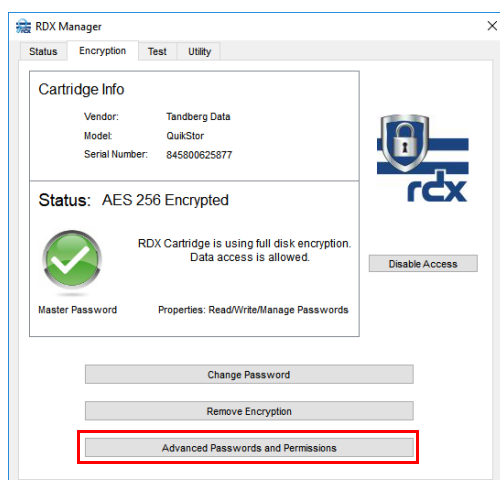 RDX Manager
Status Encryption Test Utility
Cartridge Info
Vendor: Tandberg Data
Model: QuikStor
Serial Number: 845800625877
rdx
Status: AES 256 Encrypted
RDX Cartridge is using full disk encryption.
Data access is allowed.
Disable Access
Master Password Properties: Read/Write/Manage Passwords
Change Password
Remove Encryption
Advanced Passwords and Permissions